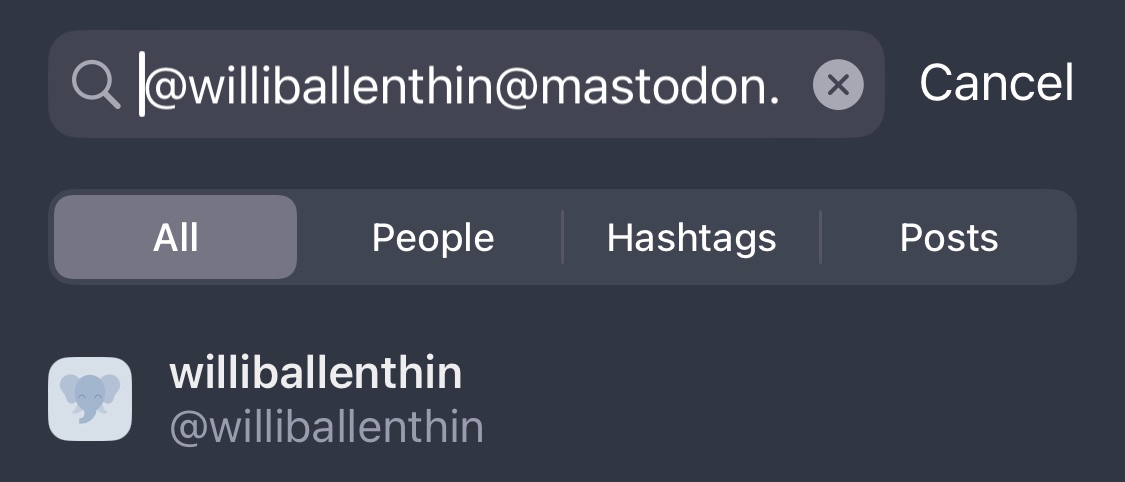 @williballenthin@mastodon. Cancel
All People Hashtags Posts
williballenthin
@williballenthin